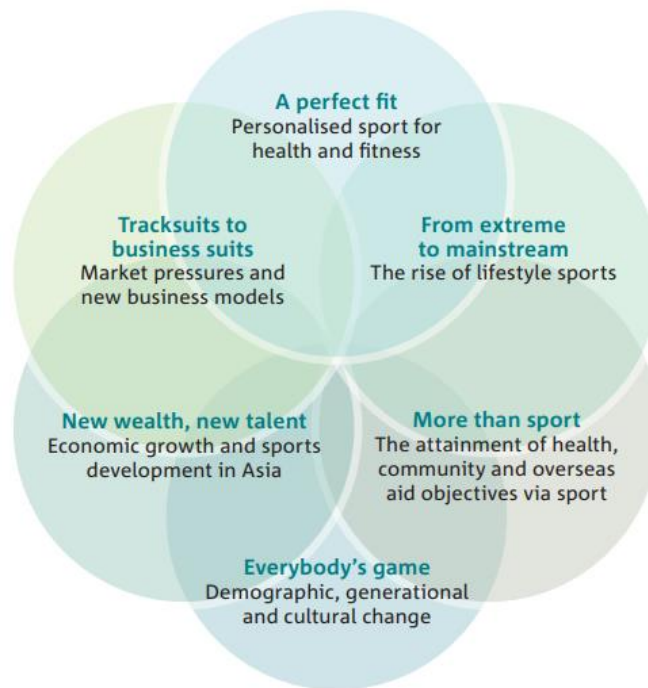 A perfect fit
Personalised sport for
health and fitness
Tracksuits to
business suits
Market pressures and
new business models
From extreme
to mainstream
The rise of lifestyle sports
New wealth, new talent
Economic growth and sports
development in Asia
More than sport
The attainment of health,
community and overseas
aid objectives via sport
Everybody’s game
Demographic, generational
and cultural change